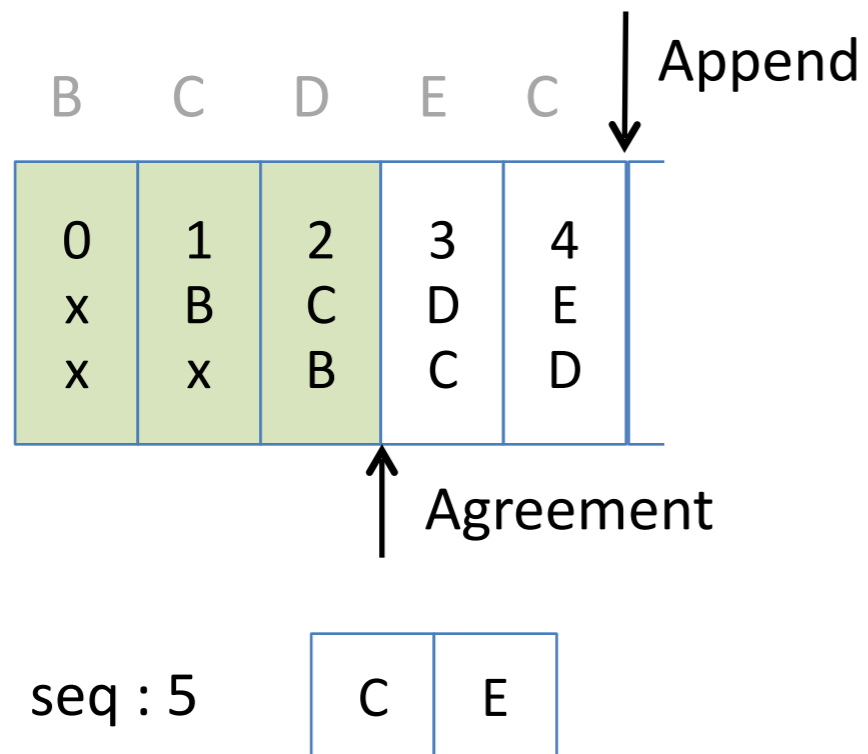 Append
B C D E C
0 1 2 3 4
x B C D E
x x B C D
Agreement
seq : 5 C E